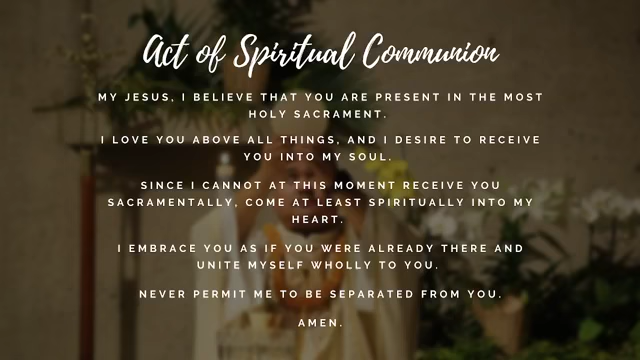 Act of Spiritual Communion
MY JESUS, I BELIEVE THAT YOU ARE PRESENT IN THE MOST
HOLY SACRAMENT.
I LOVE YOU ABOVE ALL THINGS, AND I DESIRE TO RECEIVE
YOU INTO MY SOUL.
SINCE I CANNOT AT THIS MOMENT RECEIVE YOU
SACRAMENTALLY, COME AT LEAST SPIRITUALLY INTO MY
HEART.
I EMBRACE YOU AS IF YOU WERE ALREADY THERE AND
UNITE MYSELF WHOLLY TO YOU.
NEVER PERMIT ME TO BE SEPARATED FROM YOU.
AMEN.